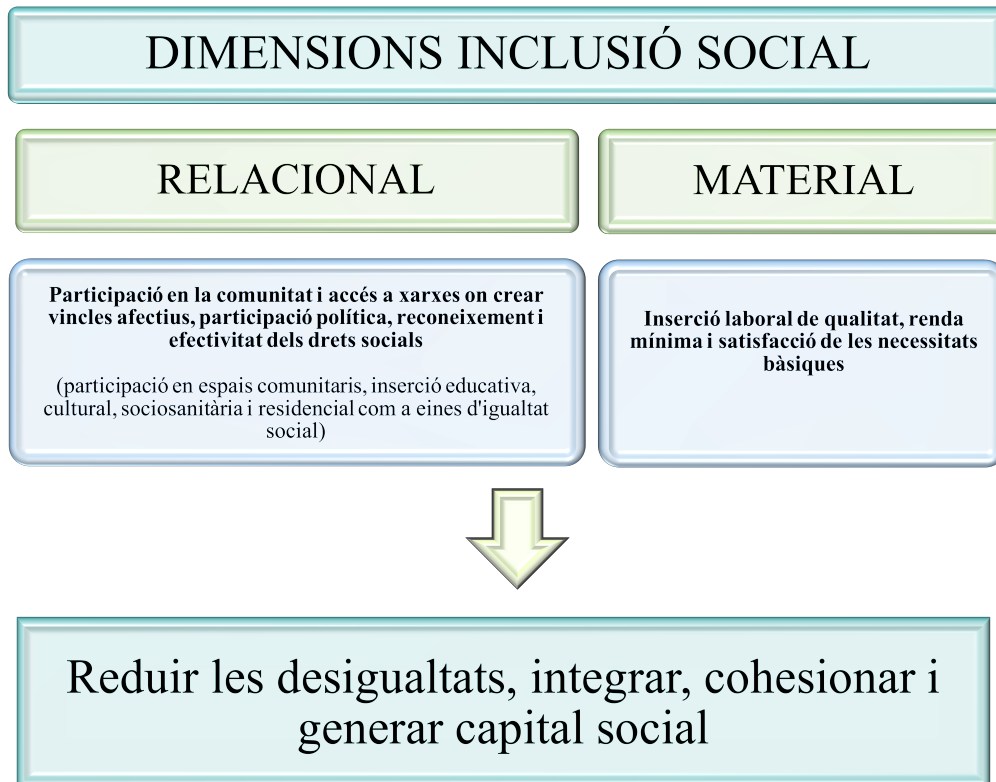 DIMENSIONS INCLUSIÓ SOCIAL
RELACIONAL
MATERIAL
Participació en la comunitat i accés a xarxes on crear
vincles afectius, participació política, reconeixement i
efectivitat dels drets socials
(participació en espais comunitaris, inserció educativa,
cultural, sociosanitària i residencial com a eines d'igualtat
social)
Inserció laboral de qualitat, renda
mínima i satisfacció de les necessitats
bàsiques
Reduir les desigualtats, integrar, cohesionar i
generar capital social